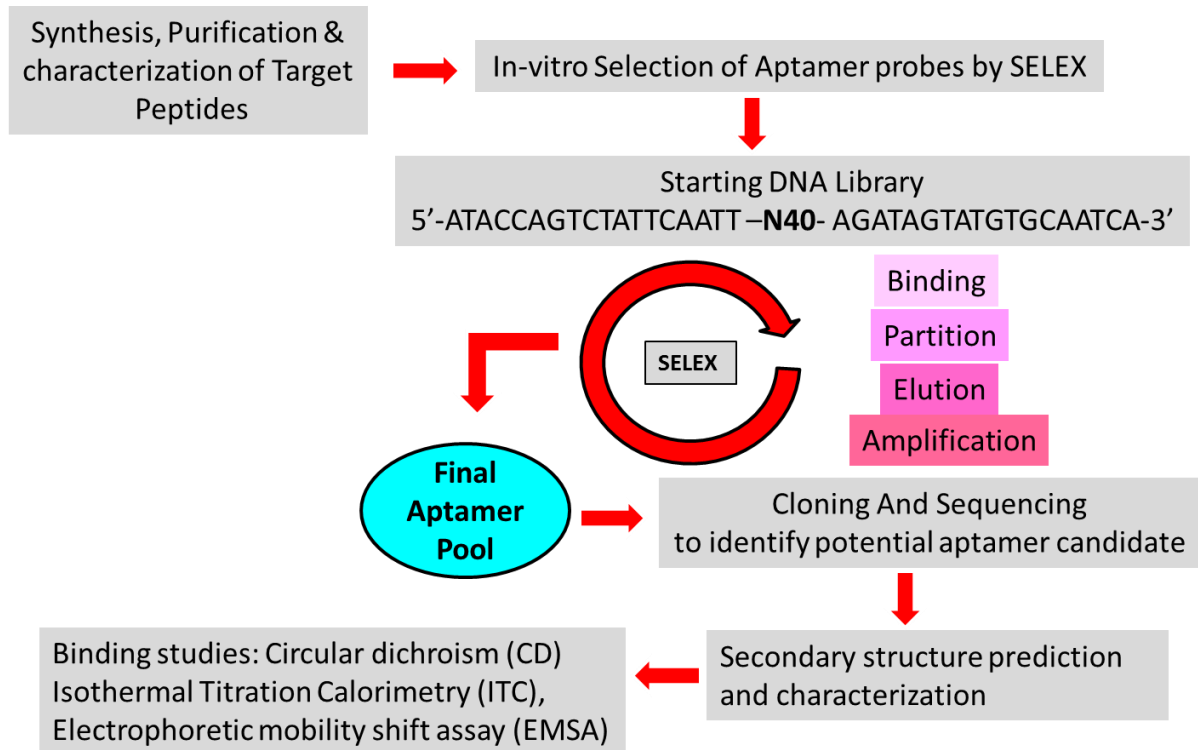 Synthesis, Purification &
characterization of Target
Peptides
In-vitro Selection of Aptamer probes by SELEX
Starting DNA Library
5’-ATACCAGTCTATTCAATT –N40- AGATAGTATGTGCAATCA-3’
Binding
Partition
Elution
Amplification
SELEX
Final
Aptamer
Pool
Cloning And Sequencing
to identify potential aptamer candidate
Secondary structure prediction
and characterization
Binding studies: Circular dichroism (CD)
Isothermal Titration Calorimetry (ITC),
Electrophoretic mobility shift assay (EMSA)